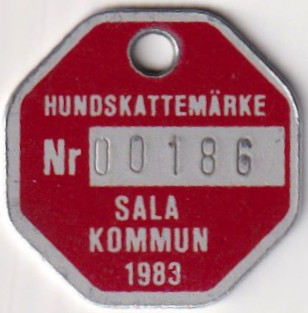 HUNDSKATTEMÄRKE
Nr 00186
SALA
KOMMUN
1983